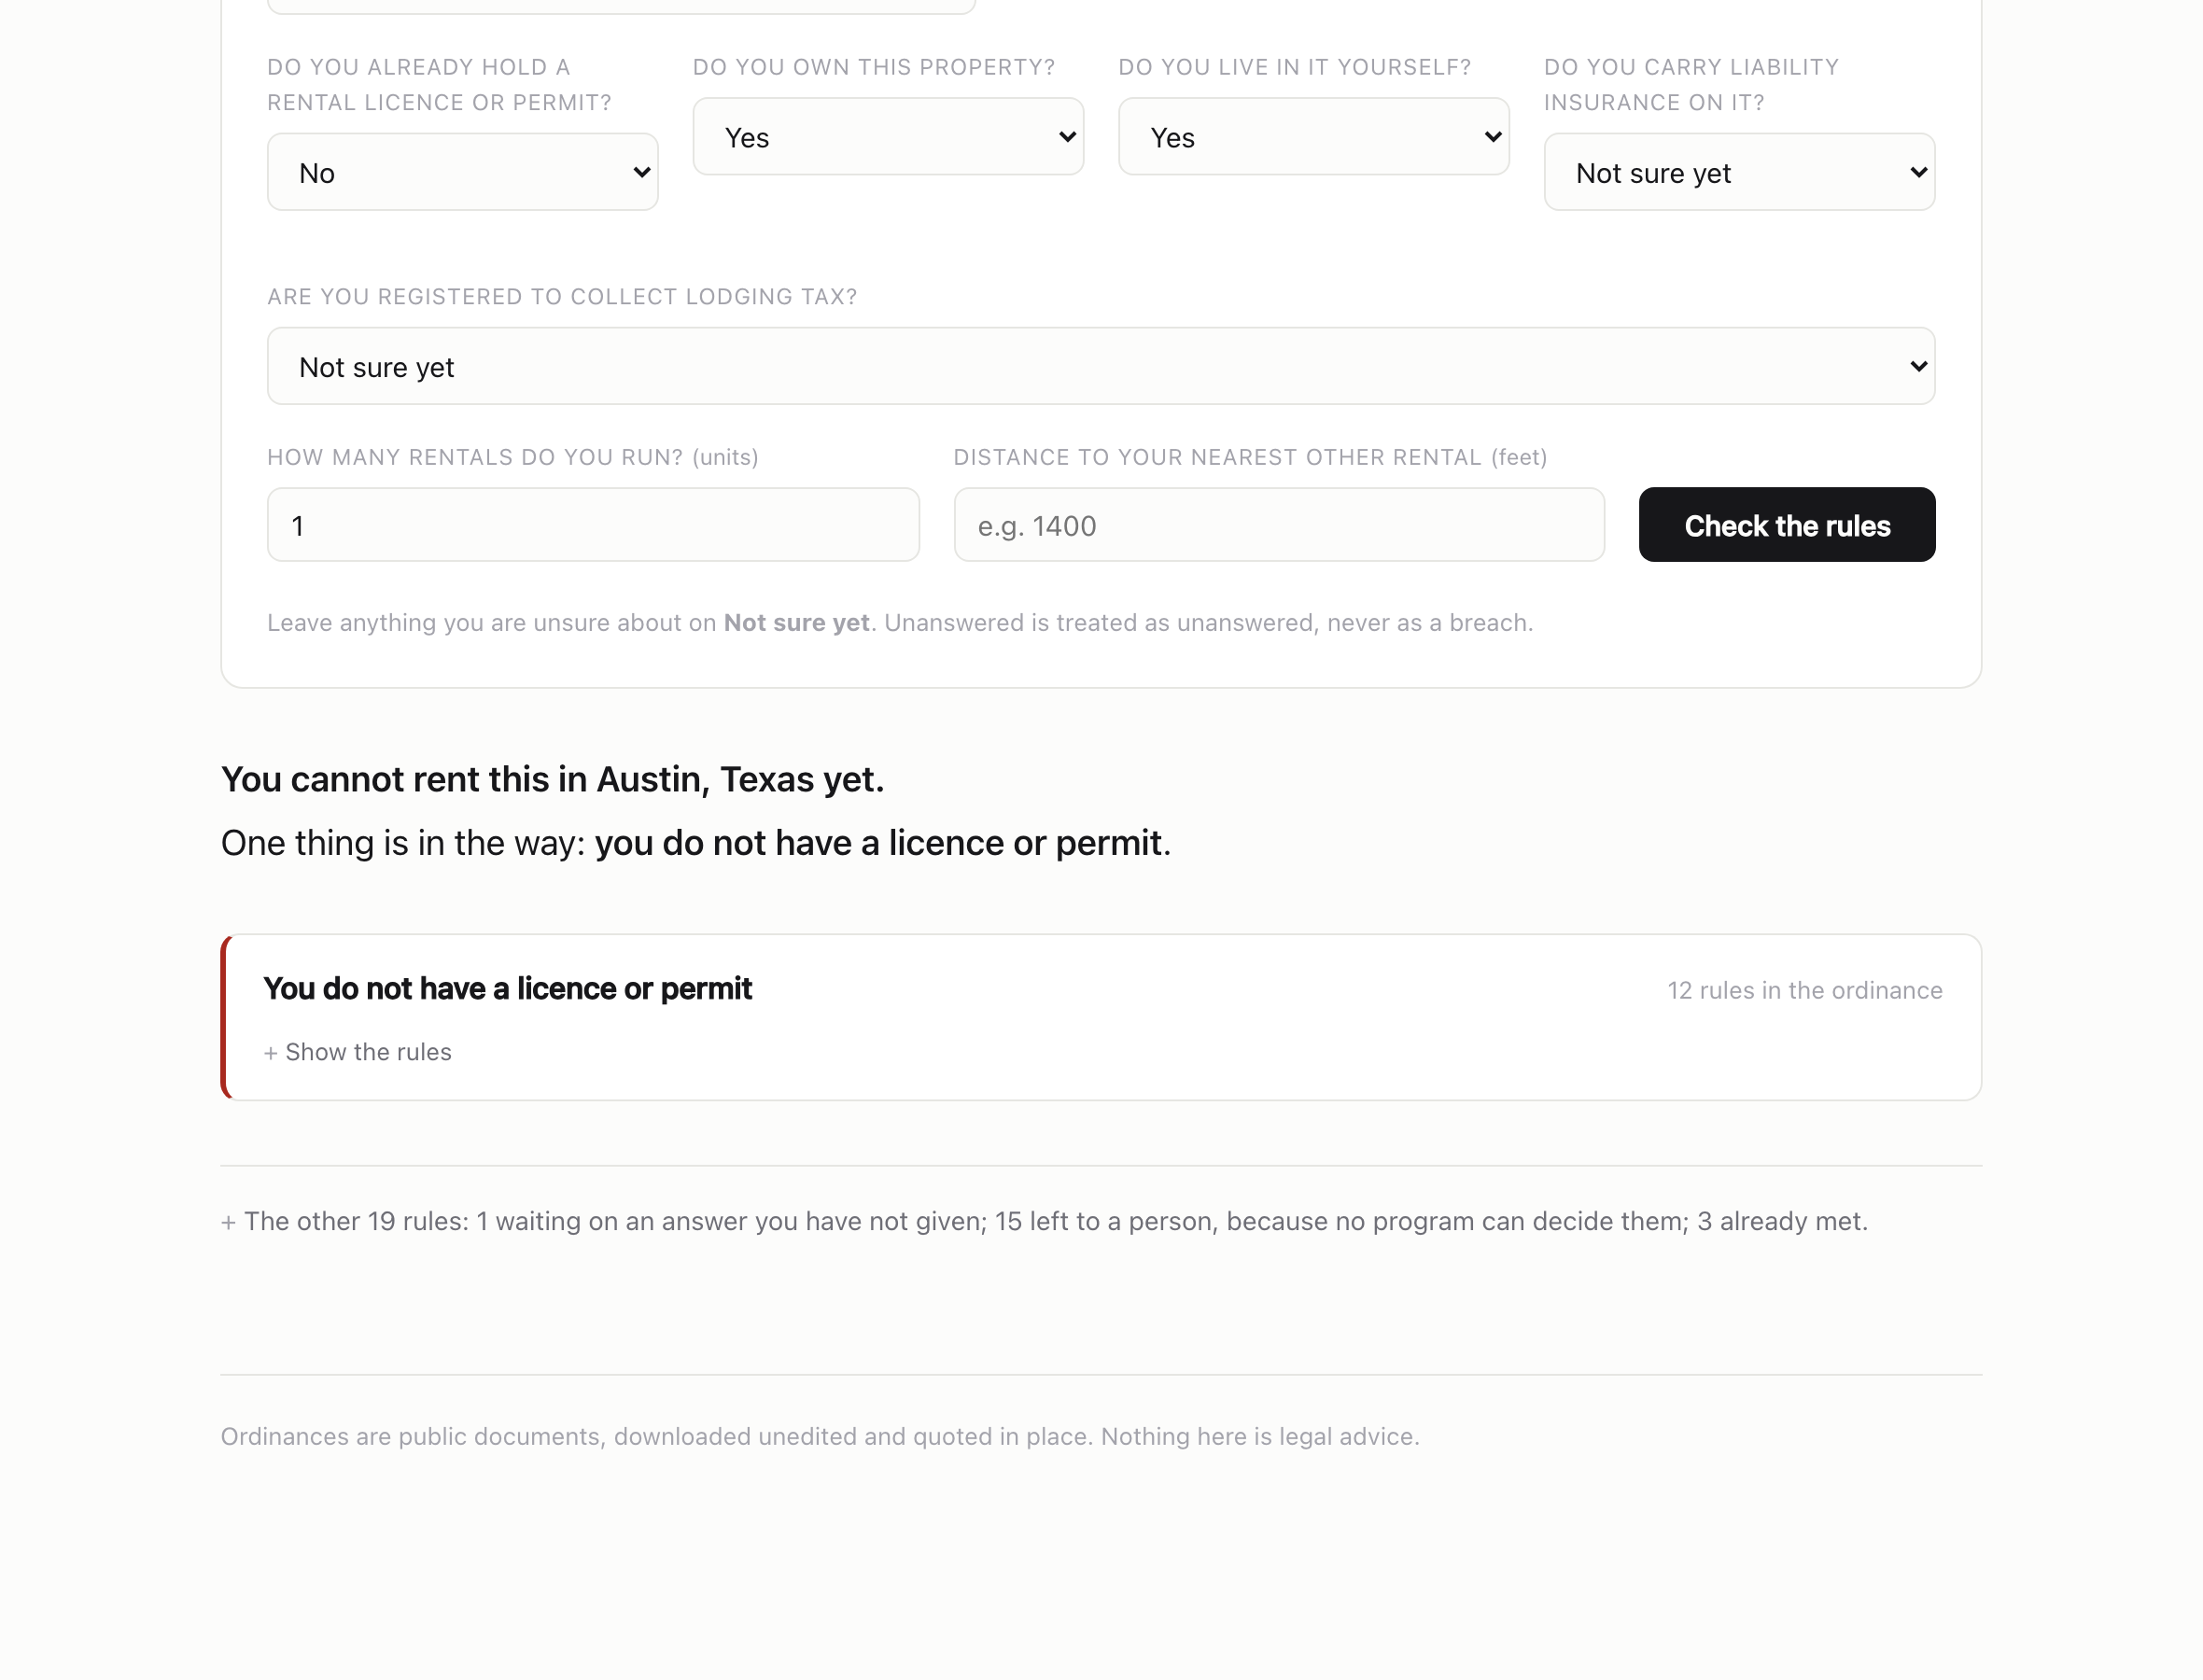 DO YOU ALREADY HOLD A
RENTAL LICENCE OR PERMIT?
No
DO YOU OWN THIS PROPERTY?
Yes
DO YOU LIVE IN IT YOURSELF?
Yes
DO YOU CARRY LIABILITY
INSURANCE ON IT?
Not sure yet
ARE YOU REGISTERED TO COLLECT LODGING TAX?
Not sure yet
HOW MANY RENTALS DO YOU RUN? (units)
1
DISTANCE TO YOUR NEAREST OTHER RENTAL (feet)
e.g. 1400
Check the rules
Leave anything you are unsure about on Not sure yet. Unanswered is treated as unanswered, never as a breach.
You cannot rent this in Austin, Texas yet.
One thing is in the way: you do not have a licence or permit.
You do not have a licence or permit
12 rules in the ordinance
+ Show the rules
+ The other 19 rules: 1 waiting on an answer you have not given; 15 left to a person, because no program can decide them; 3 already met.
Ordinances are public documents, downloaded unedited and quoted in place. Nothing here is legal advice.